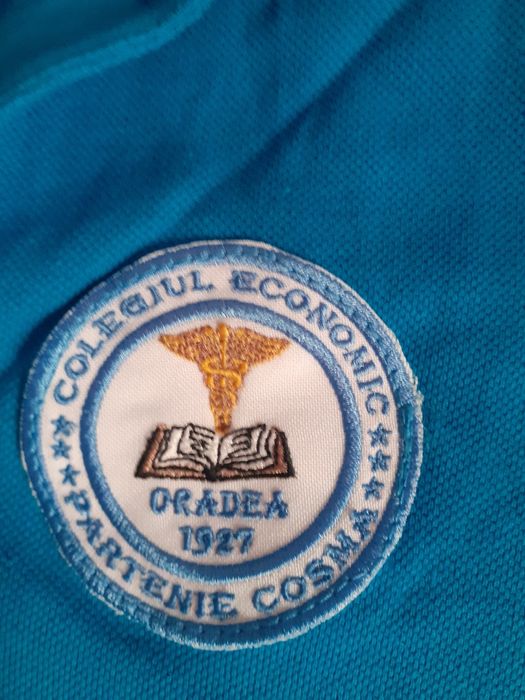 COLEGIUL ECONOMIC
ORADEA
1927
PARTENIE COSMA